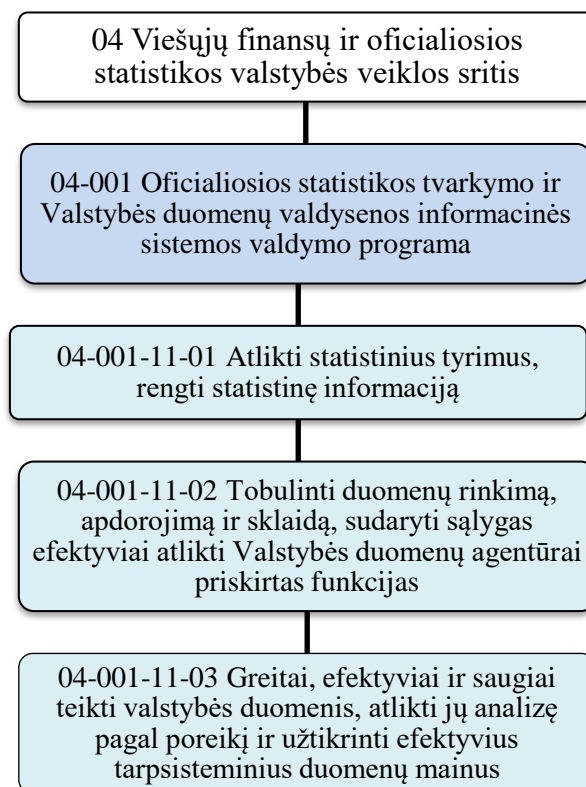 04 Viešųjų finansų ir oficialiosios
statistikos valstybės veiklos sritis
04-001 Oficialiosios statistikos tvarkymo ir
Valstybės duomenų valdysenos informacinės
sistemos valdymo programa
04-001-11-01 Atlikti statistinius tyrimus,
rengti statistinę informaciją
04-001-11-02 Tobulinti duomenų rinkimą,
apdorojimą ir sklaidą, sudaryti sąlygas
efektyviai atlikti Valstybės duomenų agentūrai
priskirtas funkcijas
04-001-11-03 Greitai, efektyviai ir saugiai
teikti valstybės duomenis, atlikti jų analizę
pagal poreikį ir užtikrinti efektyvius
tarpsisteminius duomenų mainus